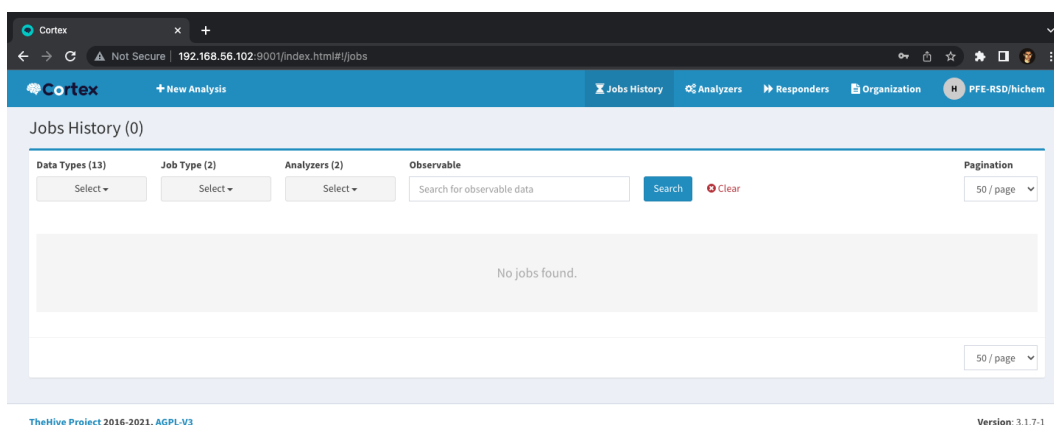 Cortex
Not Secure | 192.168.56.102:9001/index.html#!/jobs
Cortex + New Analysis Jobs History Analyzers Responders Organization H PFE-RSD/hichem
Jobs History (0)
Data Types (13) Job Type (2) Analyzers (2) Observable Pagination
Select Select Select Search for observable data Search Clear 50 / page
No jobs found.
50 / page
TheHive Project 2016-2021, AGPL-V3 Version: 3.1.7-1